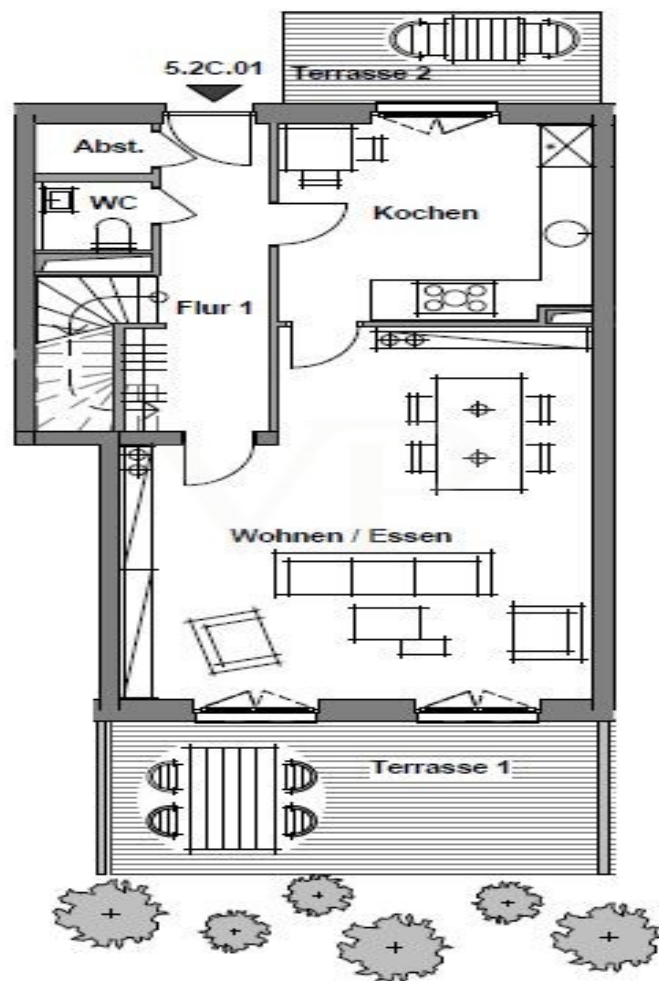 5.2C.01
Terrasse 2
Abst.
WC
Kochen
Flur 1
Wohnen / Essen
Terrasse 1